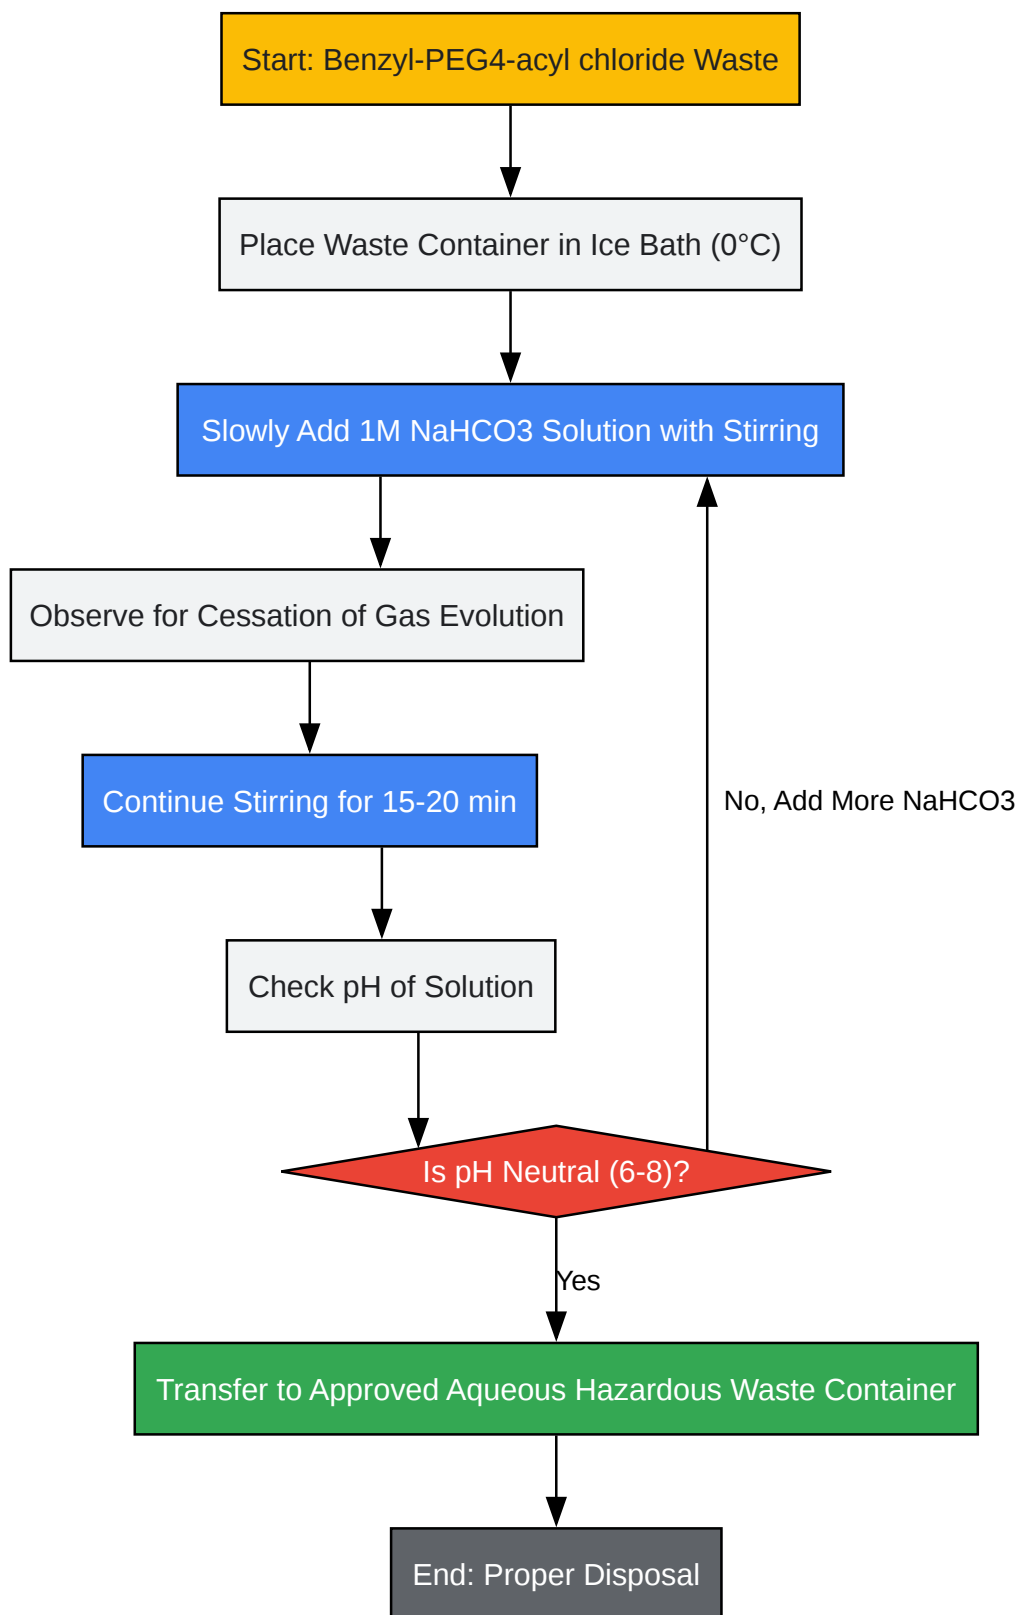 Start: Benzyl-PEG4-acyl chloride Waste
Place Waste Container in Ice Bath (0°C)
Slowly Add 1M NaHCO3 Solution with Stirring
Observe for Cessation of Gas Evolution
Continue Stirring for 15-20 min
No, Add More NaHCO3
Check pH of Solution
Is pH Neutral (6-8)?
Yes
Transfer to Approved Aqueous Hazardous Waste Container
End: Proper Disposal